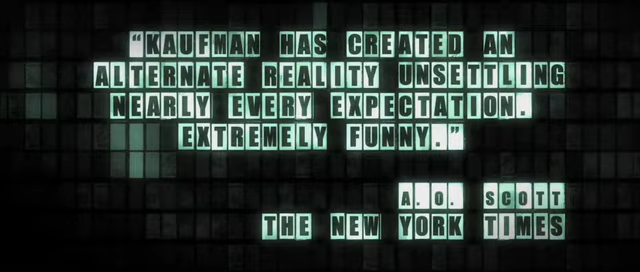 “KAUFMAN HAS CREATED AN
ALTERNATE REALITY UNSETTLING
NEARLY EVERY EXPECTATION.
EXTREMELY FUNNY.”
A.O. SCOTT
THE NEW YORK TIMES